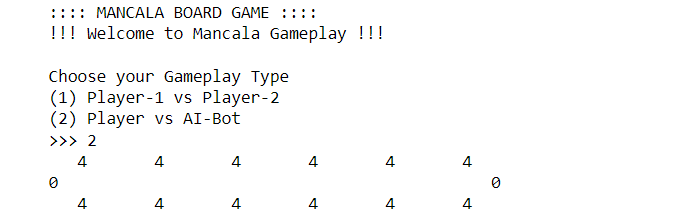 :::: MANCALA BOARD GAME ::::
!!! Welcome to Mancala Gameplay !!!
Choose your Gameplay Type
(1) Player-1 vs Player-2
(2) Player vs AI-Bot
>>> 2
4 4 4 4 4 4
0 0
4 4 4 4 4 4